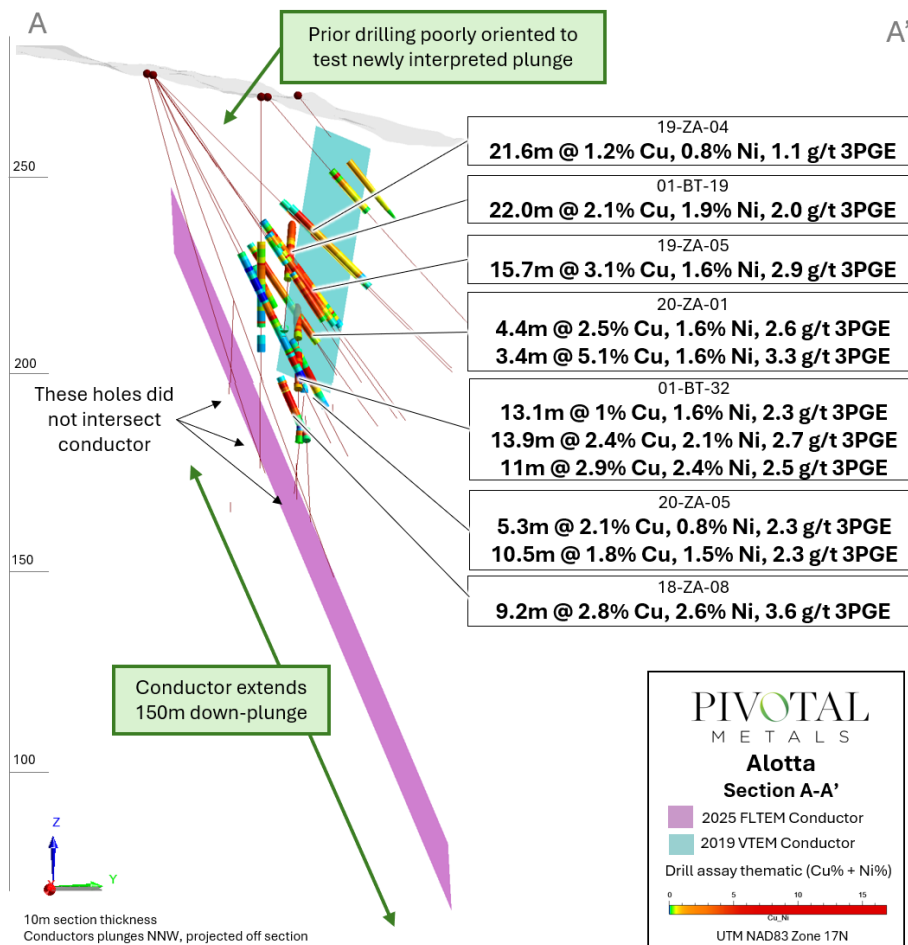 A
A'
Prior drilling poorly oriented to
test newly interpreted plunge
19-ZA-04
21.6m @ 1.2% Cu, 0.8% Ni, 1.1 g/t 3PGE
01-BT-19
22.0m @ 2.1% Cu, 1.9% Ni, 2.0 g/t 3PGE
19-ZA-05
15.7m @ 3.1% Cu, 1.6% Ni, 2.9 g/t 3PGE
20-ZA-01
4.4m @ 2.5% Cu, 1.6% Ni, 2.6 g/t 3PGE
3.4m @ 5.1% Cu, 1.6% Ni, 3.3 g/t 3PGE
01-BT-32
13.1m @ 1% Cu, 1.6% Ni, 2.3 g/t 3PGE
13.9m @ 2.4% Cu, 2.1% Ni, 2.7 g/t 3PGE
11m @ 2.9% Cu, 2.4% Ni, 2.5 g/t 3PGE
20-ZA-05
5.3m @ 2.1% Cu, 0.8% Ni, 2.3 g/t 3PGE
10.5m @ 1.8% Cu, 1.5% Ni, 2.3 g/t 3PGE
18-ZA-08
9.2m @ 2.8% Cu, 2.6% Ni, 3.6 g/t 3PGE
250
200
150
100
These holes did
not intersect
conductor
Conductor extends
150m down-plunge
Z
X
Y
10m section thickness
Conductors plunges NNW, projected off section
PIVOTAL
METALS
Alotta
Section A-A'
2025 FLTEM Conductor
2019 VTEM Conductor
Drill assay thematic (Cu% + Ni%)
0 5 10 15
Cu_Ni
UTM NAD83 Zone 17N